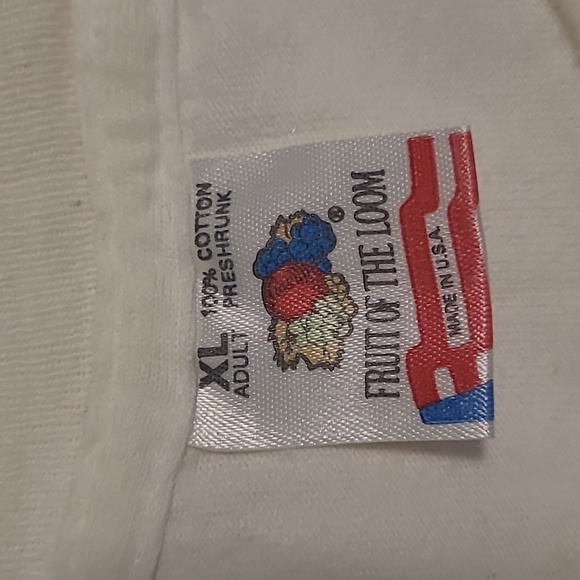 XL 100% COTTON
ADULT PRESHRUNK
®
FRUIT OF THE LOOM
MADE IN U.S.A.